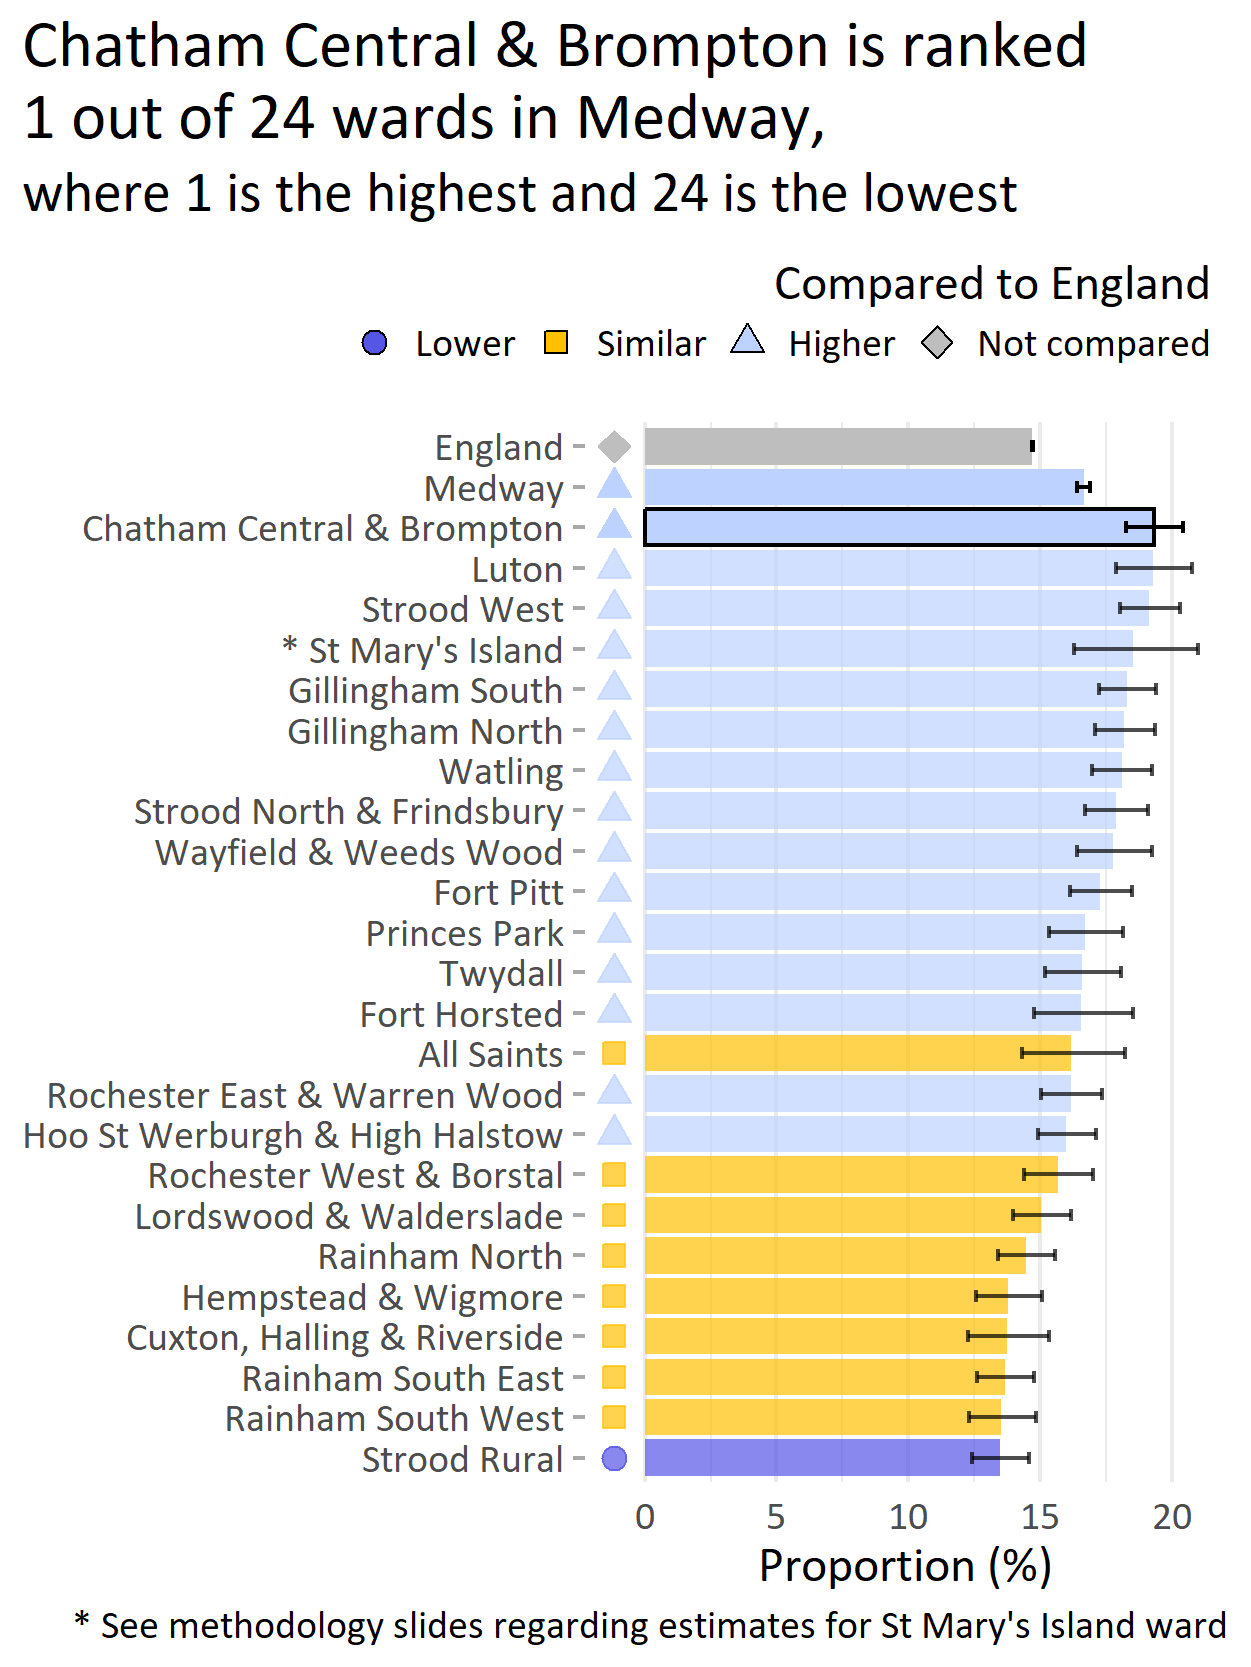 Chatham Central & Brompton is ranked
1 out of 24 wards in Medway,
where 1 is the highest and 24 is the lowest
Compared to England
Lower Similar Higher Not compared
England
Medway
Chatham Central & Brompton
Luton
Strood West
* St Mary's Island
Gillingham South
Gillingham North
Watling
Strood North & Frindsbury
Wayfield & Weeds Wood
Fort Pitt
Princes Park
Twydall
Fort Horsted
All Saints
Rochester East & Warren Wood
Hoo St Werburgh & High Halstow
Rochester West & Borstal
Lordswood & Walderslade
Rainham North
Hempstead & Wigmore
Cuxton, Halling & Riverside
Rainham South East
Rainham South West
Strood Rural
0 5 10 15 20
Proportion (%)
* See methodology slides regarding estimates for St Mary's Island ward